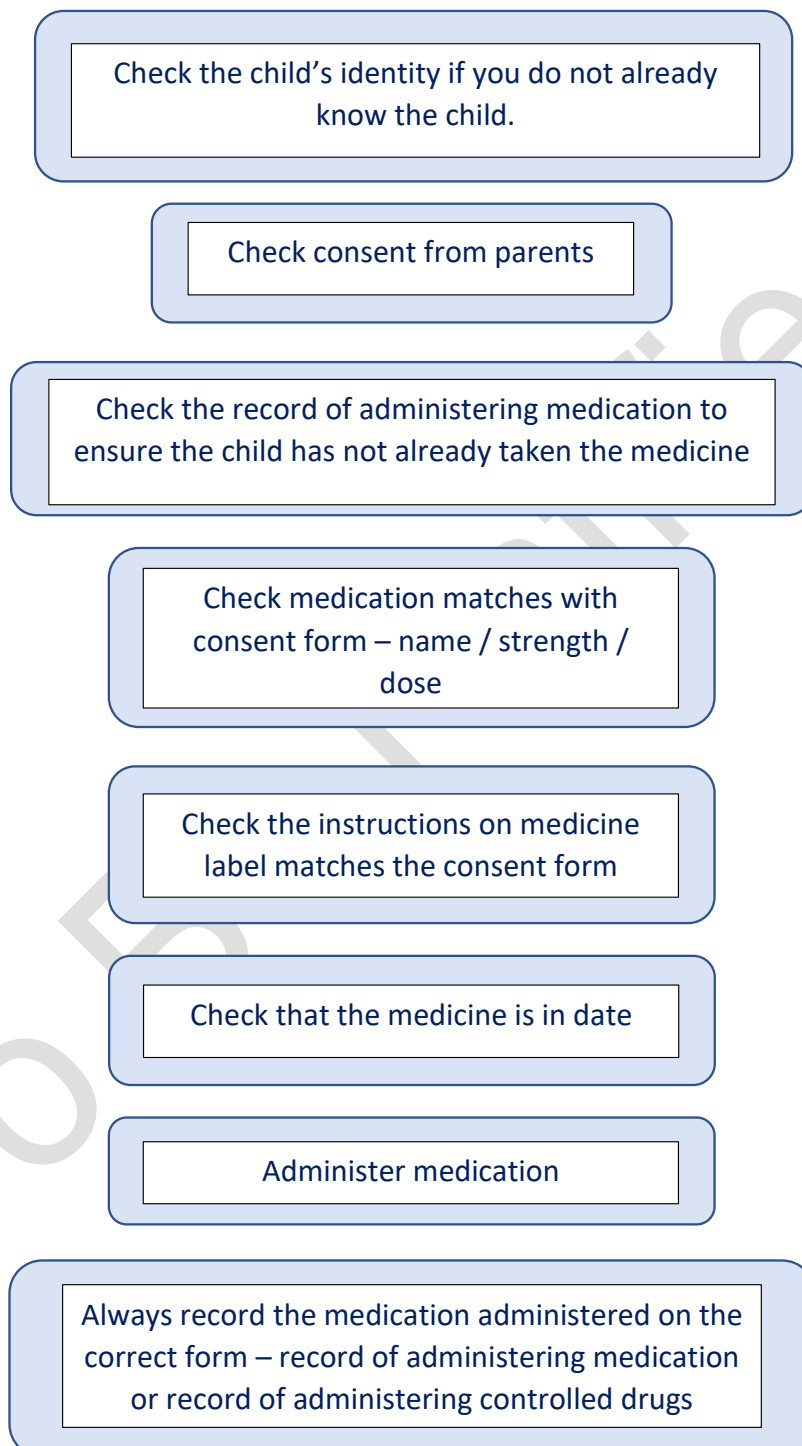 Check the child's identity if you do not already
know the child.
Check consent from parents
Check the record of administering medication to
ensure the child has not already taken the medicine
Check medication matches with
consent form – name / strength /
dose
Check the instructions on medicine
label matches the consent form
Check that the medicine is in date
Administer medication
Always record the medication administered on the
correct form – record of administering medication
or record of administering controlled drugs